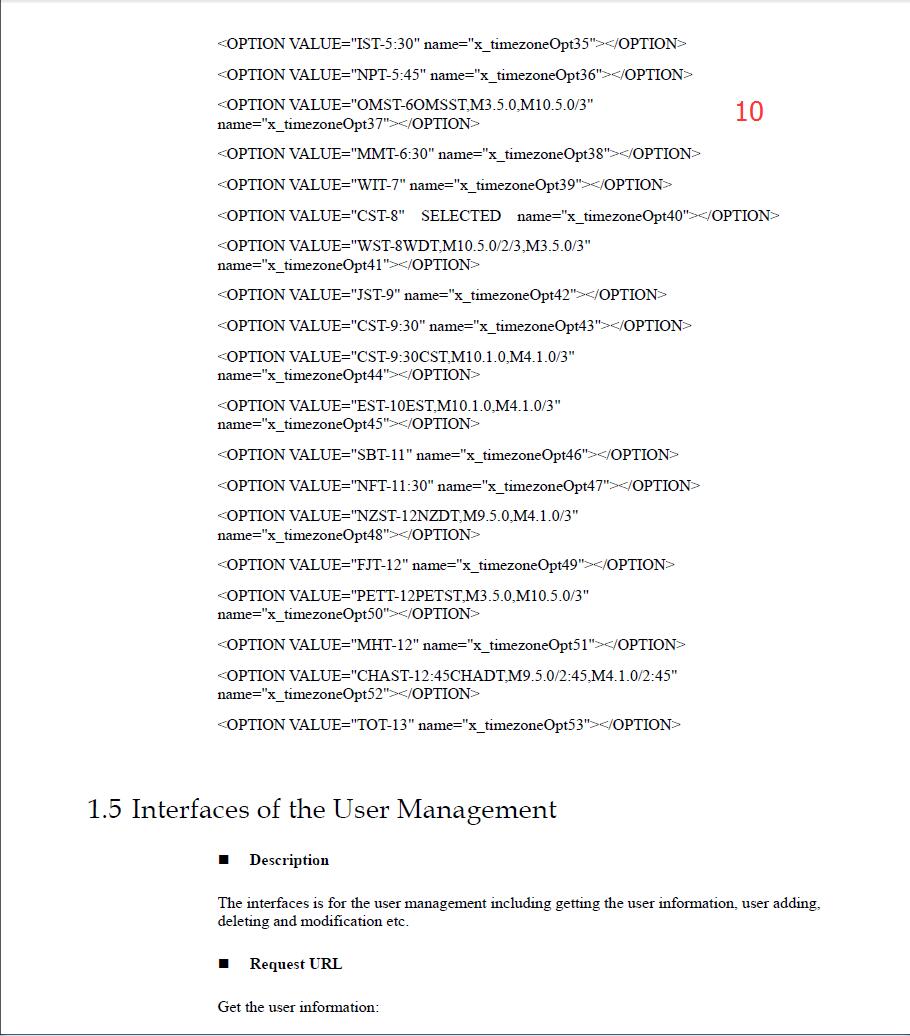 <OPTION VALUE="IST-5:30" name="x_timezoneOpt35"></OPTION>
<OPTION VALUE="NPT-5:45" name="x_timezoneOpt36"></OPTION>
<OPTION VALUE="OMST-6OMSST,M3.5.0,M10.5.0/3"
10
name="x_timezoneOpt37"></OPTION>
<OPTION VALUE="MMT-6:30" name="x_timezoneOpt38"></OPTION>
<OPTION VALUE="WIT-7" name="x_timezoneOpt39"></OPTION>
<OPTION VALUE="CST-8" SELECTED name="x_timezoneOpt40"></OPTION>
<OPTION VALUE="WST-8WDT,M10.5.0/2/3,M3.5.0/3"
name="x_timezoneOpt41"></OPTION>
<OPTION VALUE="JST-9" name="x_timezoneOpt42"></OPTION>
<OPTION VALUE="CST-9:30" name="x_timezoneOpt43"></OPTION>
<OPTION VALUE="CST-9:30CST,M10.1.0,M4.1.0/3"
name="x_timezoneOpt44"></OPTION>
<OPTION VALUE="EST-10EST,M10.1.0,M4.1.0/3"
name="x_timezoneOpt45"></OPTION>
<OPTION VALUE="SBT-11" name="x_timezoneOpt46"></OPTION>
<OPTION VALUE="NFT-11:30" name="x_timezoneOpt47"></OPTION>
<OPTION VALUE="NZST-12NZDT,M9.5.0,M4.1.0/3"
name="x_timezoneOpt48"></OPTION>
<OPTION VALUE="FJT-12" name="x_timezoneOpt49"></OPTION>
<OPTION VALUE="PETT-12PETST,M3.5.0,M10.5.0/3"
name="x_timezoneOpt50"></OPTION>
<OPTION VALUE="MHT-12" name="x_timezoneOpt51"></OPTION>
<OPTION VALUE="CHAST-12:45CHADT,M9.5.0/2:45,M4.1.0/2:45"
name="x_timezoneOpt52"></OPTION>
<OPTION VALUE="TOT-13" name="x_timezoneOpt53"></OPTION>
1.5 Interfaces of the User Management
■ Description
The interfaces is for the user management including getting the user information, user adding,
deleting and modification etc.
■ Request URL
Get the user information: